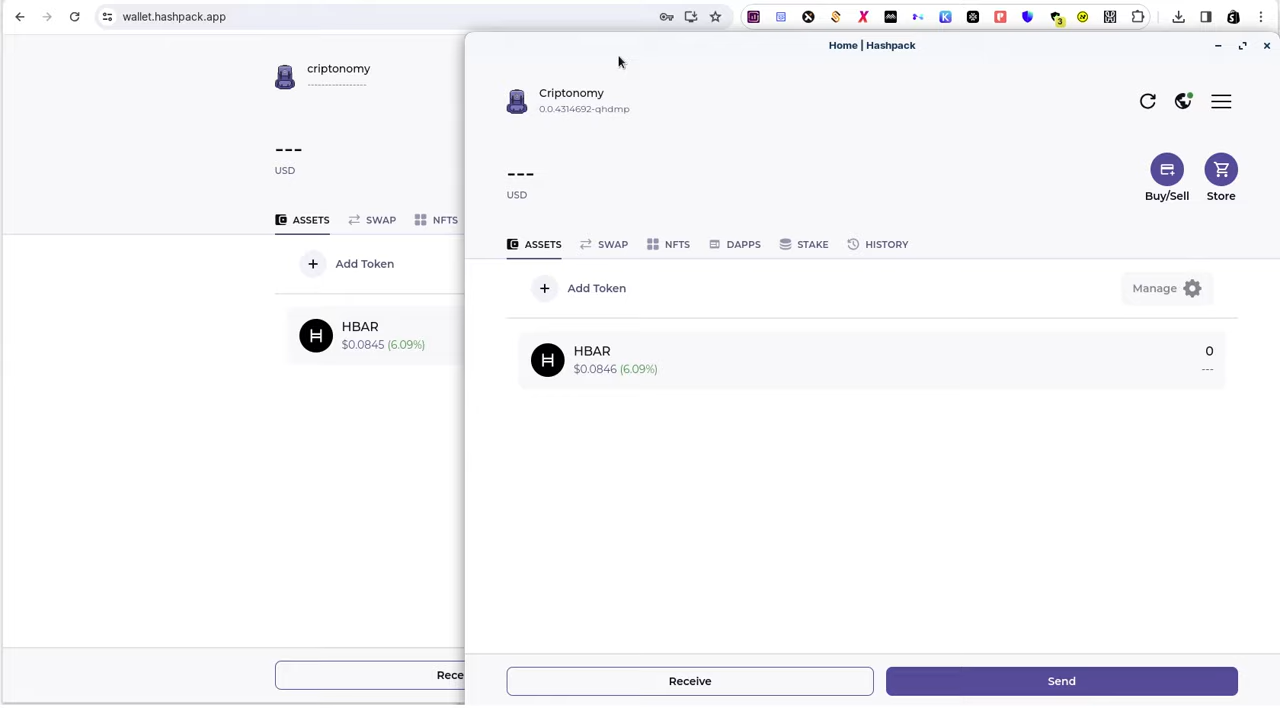 wallet.hashpack.app
3
criptonomy
-----------------
---
USD
ASSETS
SWAP
NFTS
Add Token
HBAR
$0.0845 (6.09%)
Rece
Home | Hashpack
Criptonomy
0.0.4314692-qhdmp
---
USD
Buy/Sell
Store
ASSETS
SWAP
NFTS
DAPPS
STAKE
HISTORY
Add Token
Manage
HBAR
0
$0.0846 (6.09%)
---
Receive
Send